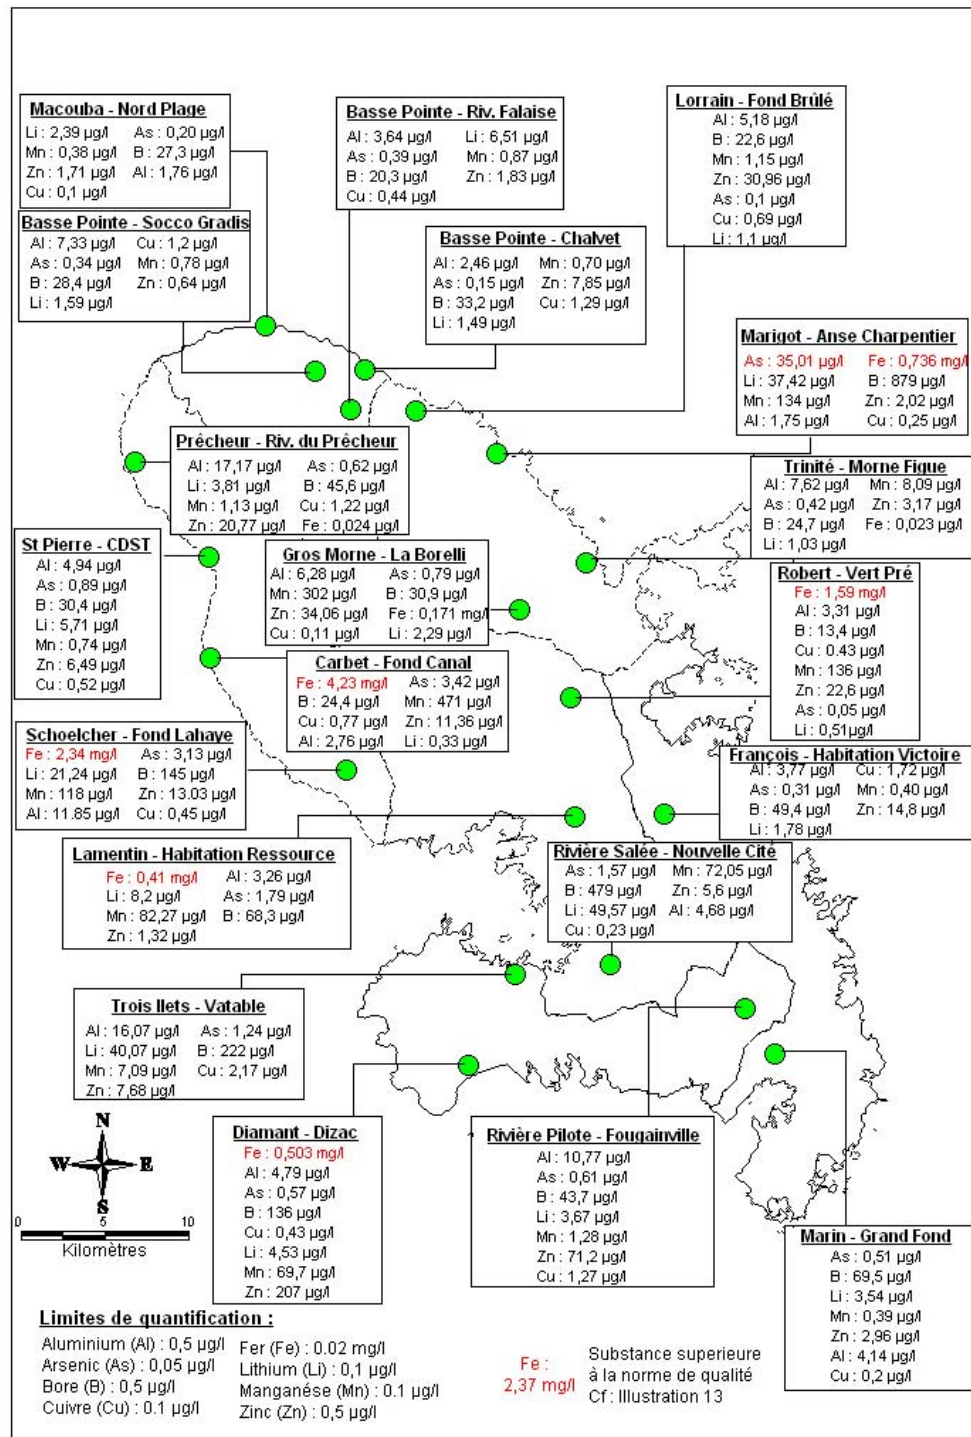 Macouba - Nord Plage
Li : 2,39 µg/l As : 0,20 µg/l
Mn : 0,38 µg/l B : 27,3 µg/l
Zn : 1,71 µg/l Al : 1,76 µg/l
Cu : 0,1 µg/l
Basse Pointe - Riv. Falaise
Al : 3,64 µg/l Li : 6,51 µg/l
As : 0,39 µg/l Mn : 0,87 µg/l
B : 20,3 µg/l Zn : 1,83 µg/l
Cu : 0,44 µg/l
Lorrain - Fond Brûlé
Al : 5,18 µg/l
B : 22,6 µg/l
Mn : 1,15 µg/l
Zn : 30,96 µg/l
As : 0,1 µg/l
Cu : 0,69 µg/l
Li : 1,1 µg/l
Basse Pointe - Socco Gradis
Al : 7,33 µg/l Cu : 1,2 µg/l
As : 0,34 µg/l Mn : 0,78 µg/l
B : 28,4 µg/l Zn : 0,64 µg/l
Li : 1,59 µg/l
Basse Pointe - Chalvet
Al : 2,46 µg/l Mn : 0,70 µg/l
As : 0,15 µg/l Zn : 7,85 µg/l
B : 33,2 µg/l Cu : 1,29 µg/l
Li : 1,49 µg/l
Marigot - Anse Charpentier
As : 35,01 µg/l Fe : 0,736 mg/l
Li : 37,42 µg/l B : 879 µg/l
Mn : 134 µg/l Zn : 2,02 µg/l
Al : 1,75 µg/l Cu : 0,25 µg/l
Prêcheur - Riv. du Prêcheur
Al : 17,17 µg/l As : 0,62 µg/l
Li : 3,81 µg/l B : 45,6 µg/l
Mn : 1,13 µg/l Cu : 1,22 µg/l
Zn : 20,77 µg/l Fe : 0,024 µg/l
Trinité - Morne Figue
Al : 7,62 µg/l Mn : 8,09 µg/l
As : 0,42 µg/l Zn : 3,17 µg/l
B : 24,7 µg/l Fe : 0,023 µg/l
Li : 1,03 µg/l
St Pierre - CDST
Al : 4,94 µg/l
As : 0,89 µg/l
B : 30,4 µg/l
Li : 5,71 µg/l
Mn : 0,74 µg/l
Zn : 6,49 µg/l
Cu : 0,52 µg/l
Gros Morne - La Borelli
Al : 6,28 µg/l As : 0,79 µg/l
Mn : 302 µg/l B : 30,9 µg/l
Zn : 34,06 µg/l Fe : 0,171 mg/l
Cu : 0,11 µg/l Li : 2,29 µg/l
Robert - Vert Pré
Fe : 1,59 mg/l
Al : 3,31 µg/l
B : 13,4 µg/l
Cu : 0.43 µg/l
Mn : 136 µg/l
Zn : 22,6 µg/l
As : 0,05 µg/l
Li : 0,51µg/l
Carbet - Fond Canal
Fe : 4,23 mg/l As : 3,42 µg/l
B : 24,4 µg/l Mn : 471 µg/l
Cu : 0,77 µg/l Zn : 11,36 µg/l
Al : 2,76 µg/l Li : 0,33 µg/l
Schoelcher - Fond Lahaye
Fe : 2,34 mg/l As : 3,13 µg/l
Li : 21,24 µg/l B : 145 µg/l
Mn : 118 µg/l Zn : 13.03 µg/l
Al : 11.85 µg/l Cu : 0,45 µg/l
François - Habitation Victoire
Al : 3,77 µg/l Cu : 1,72 µg/l
As : 0,31 µg/l Mn : 0,40 µg/l
B : 49,4 µg/l Zn : 14,8 µg/l
Li : 1,78 µg/l
Lamentin - Habitation Ressource
Fe : 0,41 mg/l Al : 3,26 µg/l
Li : 8,2 µg/l As : 1,79 µg/l
Mn : 82,27 µg/l B : 68,3 µg/l
Zn : 1,32 µg/l
Rivière Salée - Nouvelle Cité
As : 1,57 µg/l Mn : 72,05 µg/l
B : 479 µg/l Zn : 5,6 µg/l
Li : 49,57 µg/l Al : 4,68 µg/l
Cu : 0,23 µg/l
Trois Ilets - Vatable
Al : 16,07 µg/l As : 1,24 µg/l
Li : 40,07 µg/l B : 222 µg/l
Mn : 7,09 µg/l Cu : 2,17 µg/l
Zn : 7,68 µg/l
Diamant - Dizac
Fe : 0,503 mg/l
Al : 4,79 µg/l
As : 0,57 µg/l
B : 136 µg/l
Cu : 0,43 µg/l
Li : 4,53 µg/l
Mn : 69,7 µg/l
Zn : 207 µg/l
Rivière Pilote - Fougainville
Al : 10,77 µg/l
As : 0,61 µg/l
B : 43,7 µg/l
Li : 3,67 µg/l
Mn : 1,28 µg/l
Zn : 71,2 µg/l
Cu : 1,27 µg/l
Marin - Grand Fond
As : 0,51 µg/l
B : 69,5 µg/l
Li : 3,54 µg/l
Mn : 0,39 µg/l
Zn : 2,96 µg/l
Al : 4,14 µg/l
Cu : 0,2 µg/l
N
W E
S
0 5 10
Kilomètres
Limites de quantification :
Aluminium (Al) : 0,5 µg/l Fer (Fe) : 0.02 mg/l
Arsenic (As) : 0,05 µg/l Lithium (Li) : 0,1 µg/l
Bore (B) : 0,5 µg/l Manganése (Mn) : 0.1 µg/l
Cuivre (Cu) : 0.1 µg/l Zinc (Zn) : 0,5 µg/l
Fe :
2,37 mg/l
Substance superieure
à la norme de qualité
Cf : Illustration 13